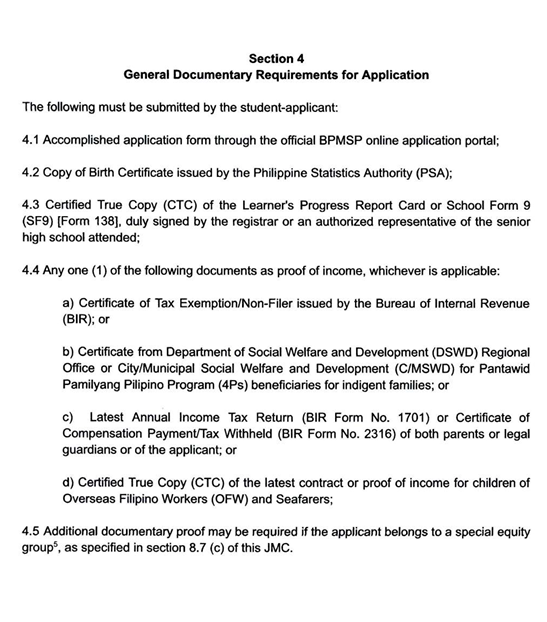 Section 4
General Documentary Requirements for Application
The following must be submitted by the student-applicant:
4.1 Accomplished application form through the official BPMSP online application portal;
4.2 Copy of Birth Certificate issued by the Philippine Statistics Authority (PSA);
4.3 Certified True Copy (CTC) of the Learner's Progress Report Card or School Form 9
(SF9) [Form 138], duly signed by the registrar or an authorized representative of the senior
high school attended;
4.4 Any one (1) of the following documents as proof of income, whichever is applicable:
a) Certificate of Tax Exemption/Non-Filer issued by the Bureau of Internal Revenue
(BIR); or
b) Certificate from Department of Social Welfare and Development (DSWD) Regional
Office or City/Municipal Social Welfare and Development (C/MSWD) for Pantawid
Pamilyang Pilipino Program (4Ps) beneficiaries for indigent families; or
c) Latest Annual Income Tax Return (BIR Form No. 1701) or Certificate of
Compensation Payment/Tax Withheld (BIR Form No. 2316) of both parents or legal
guardians or of the applicant; or
d) Certified True Copy (CTC) of the latest contract or proof of income for children of
Overseas Filipino Workers (OFW) and Seafarers;
4.5 Additional documentary proof may be required if the applicant belongs to a special equity
group⁵, as specified in section 8.7 (c) of this JMC.